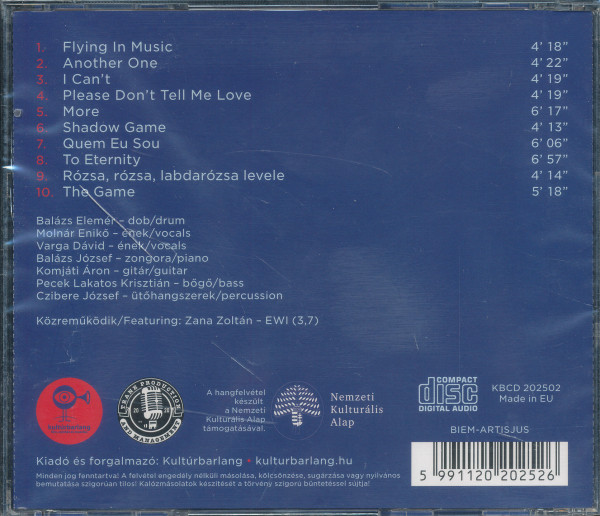 1. Flying In Music 4' 18"
2. Another One 4' 22"
3. I Can't 4' 19"
4. Please Don't Tell Me Love 4' 19"
5. More 6' 17"
6. Shadow Game 4' 13"
7. Quem Eu Sou 6' 06"
8. To Eternity 6' 57"
9. Rózsa, rózsa, labdarózsa levele 4' 14"
10. The Game 5' 18"
Balázs Elemér – dob/drum
Molnár Enikő – ének/vocals
Varga Dávid – ének/vocals
Balázs József – zongora/piano
Komjáti Áron – gitár/guitar
Pecek Lakatos Krisztián – bőgő/bass
Czibere József – ütőhangszerek/percussion
Közreműködik/Featuring: Zana Zoltán – EWI (3,7)
kultúrbarlang
FRANK PRODUCTION
AND MANAGEMENT
A hangfelvétel
készült
a Nemzeti
Kulturális Alap
támogatásával.
Nemzeti
Kulturális
Alap
COMPACT
disc
DIGITAL AUDIO
KBCD 202502
Made in EU
BIEM-ARTISJUS
Kiadó és forgalmazó: Kultúrbarlang • kulturbarlang.hu
Minden jog fenntartva! A felvétel engedély nélküli másolása, kölcsönzése, sugárzása vagy nyilvános
bemutatása szigorúan tilos! Kalózmásolatok készítését a törvény szigorú büntetéssel sújtja!
5 991120 202526